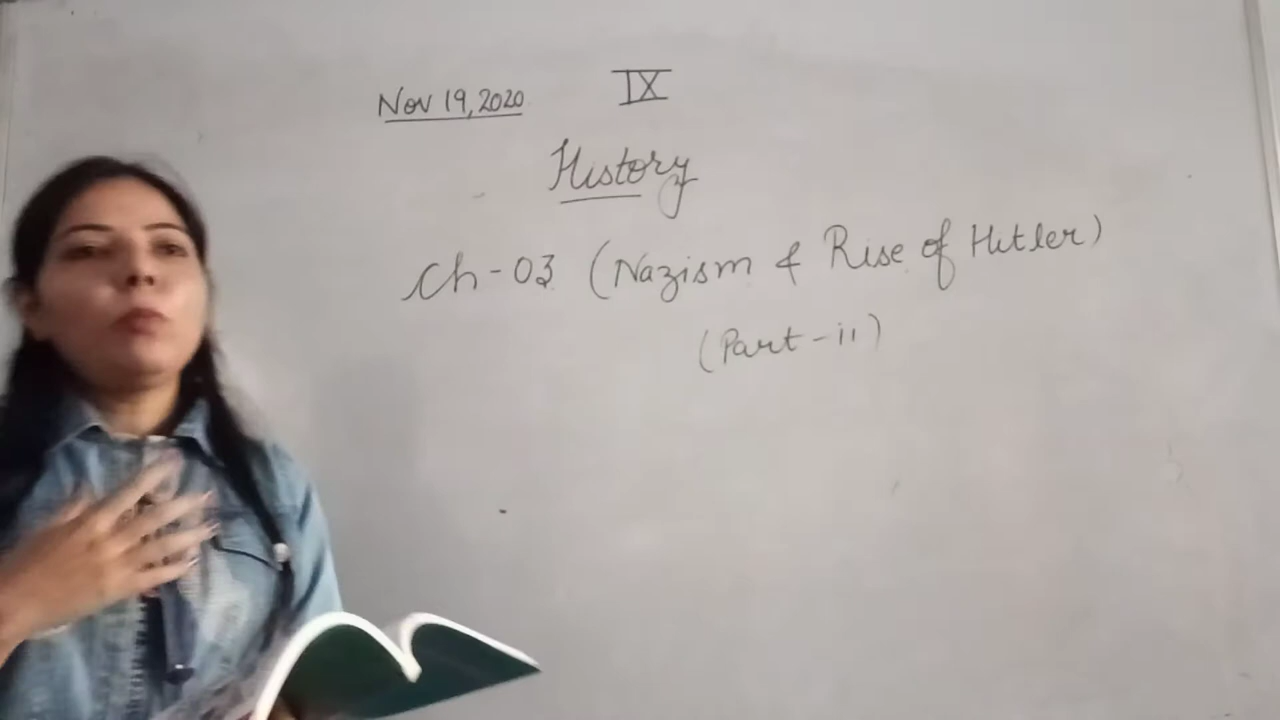 Nov 19, 2020 IX
History
Ch-03 (Nazism & Rise of Hitler)
(Part-ii)